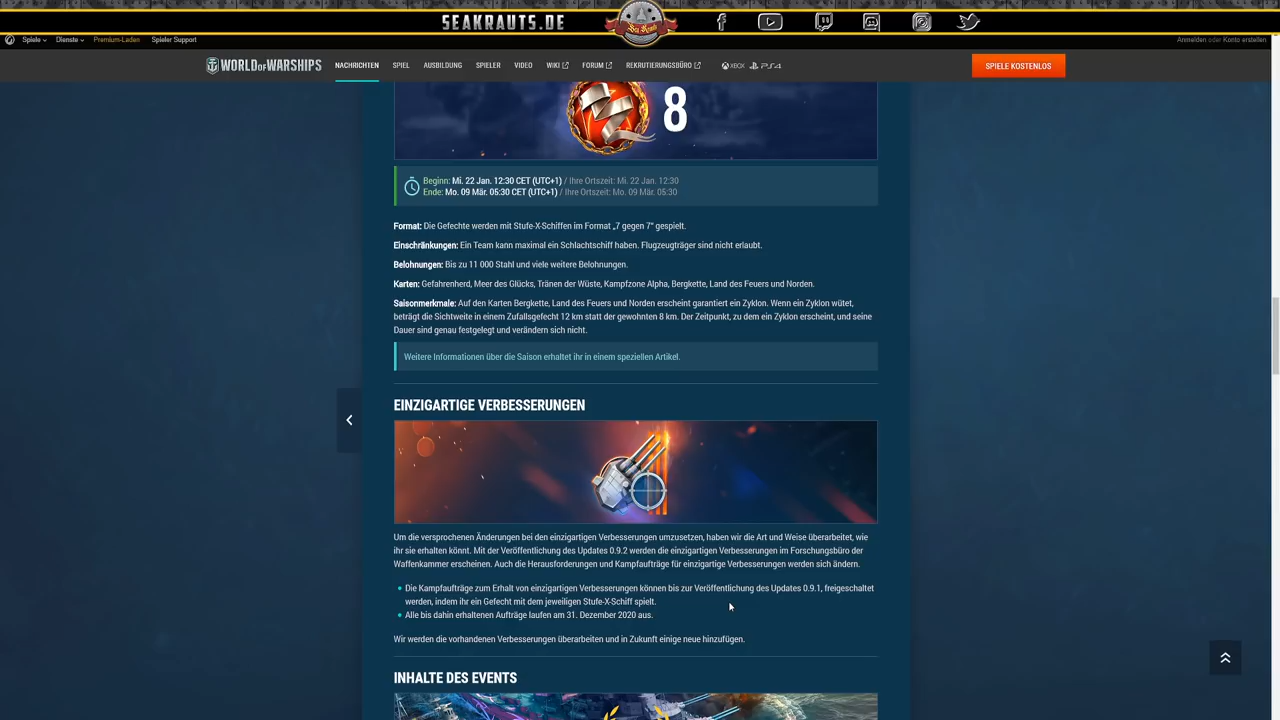 SEAKRAUTS.DE
Spiele Dienste Premium-Laden Spieler Support
Anmelden oder Konto erstellen
WORLD OF WARSHIPS NACHRICHTEN SPIEL AUSBILDUNG SPIELER VIDEO WIKI FORUM REKRUTIERUNGSBÜRO XBOX PS4 SPIELE KOSTENLOS
8
Beginn: Mi. 22 Jan. 12:30 CET (UTC+1) / Ihre Ortszeit: Mi. 22 Jan. 12:30
Ende: Mo. 09 Mär. 05:30 CET (UTC+1) / Ihre Ortszeit: Mo. 09 Mär. 05:30
Format: Die Gefechte werden mit Stufe-X-Schiffen im Format „7 gegen 7" gespielt.
Einschränkungen: Ein Team kann maximal ein Schlachtschiff haben. Flugzeugträger sind nicht erlaubt.
Belohnungen: Bis zu 11 000 Stahl und viele weitere Belohnungen.
Karten: Gefahrenherd, Meer des Glücks, Tränen der Wüste, Kampfzone Alpha, Bergkette, Land des Feuers und Norden.
Saisonmerkmale: Auf den Karten Bergkette, Land des Feuers und Norden erscheint garantiert ein Zyklon. Wenn ein Zyklon wütet,
beträgt die Sichtweite in einem Zufallsgefecht 12 km statt der gewohnten 8 km. Der Zeitpunkt, zu dem ein Zyklon erscheint, und seine
Dauer sind genau festgelegt und verändern sich nicht.
Weitere Informationen über die Saison erhaltet ihr in einem speziellen Artikel.
EINZIGARTIGE VERBESSERUNGEN
Um die versprochenen Änderungen bei den einzigartigen Verbesserungen umzusetzen, haben wir die Art und Weise überarbeitet, wie
ihr sie erhalten könnt. Mit der Veröffentlichung des Updates 0.9.2 werden die einzigartigen Verbesserungen im Forschungsbüro der
Waffenkammer erscheinen. Auch die Herausforderungen und Kampfaufträge für einzigartige Verbesserungen werden sich ändern.
Die Kampfaufträge zum Erhalt von einzigartigen Verbesserungen können bis zur Veröffentlichung des Updates 0.9.1, freigeschaltet
werden, indem ihr ein Gefecht mit dem jeweiligen Stufe-X-Schiff spielt.
Alle bis dahin erhaltenen Aufträge laufen am 31. Dezember 2020 aus.
Wir werden die vorhandenen Verbesserungen überarbeiten und in Zukunft einige neue hinzufügen.
INHALTE DES EVENTS